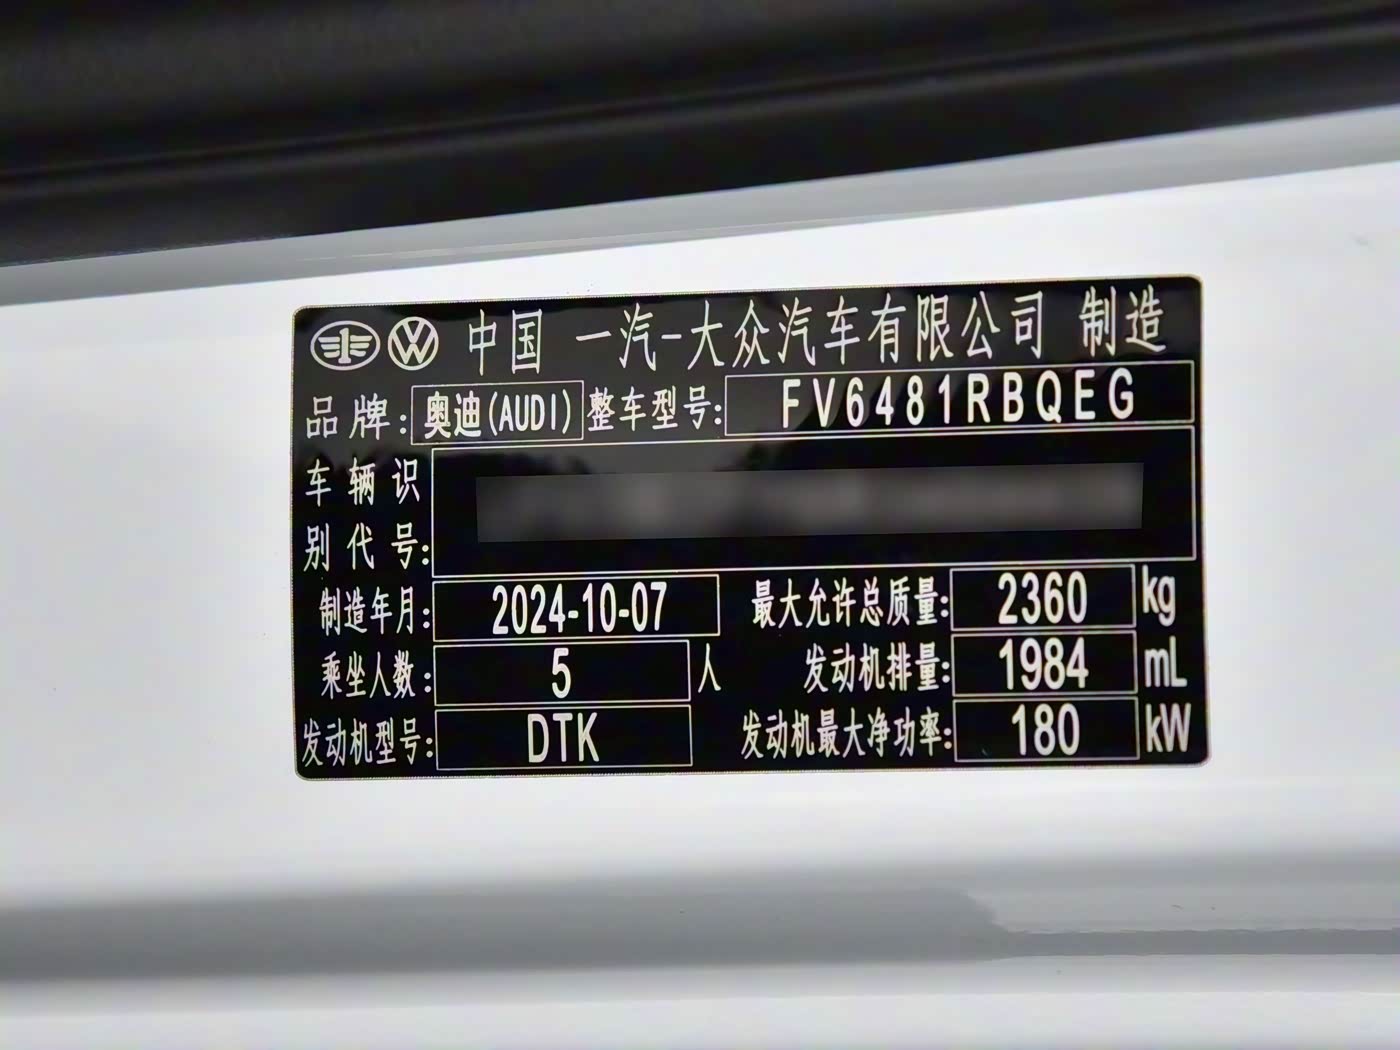 中国 一汽-大众汽车有限公司 制造
品牌: 奥迪(AUDI) 整车型号: FV6481RBQEG
车辆识
别代号:
制造年月: 2024-10-07 最大允许总质量: 2360 kg
乘坐人数: 5 人 发动机排量: 1984 mL
发动机型号: DTK 发动机最大净功率: 180 kW